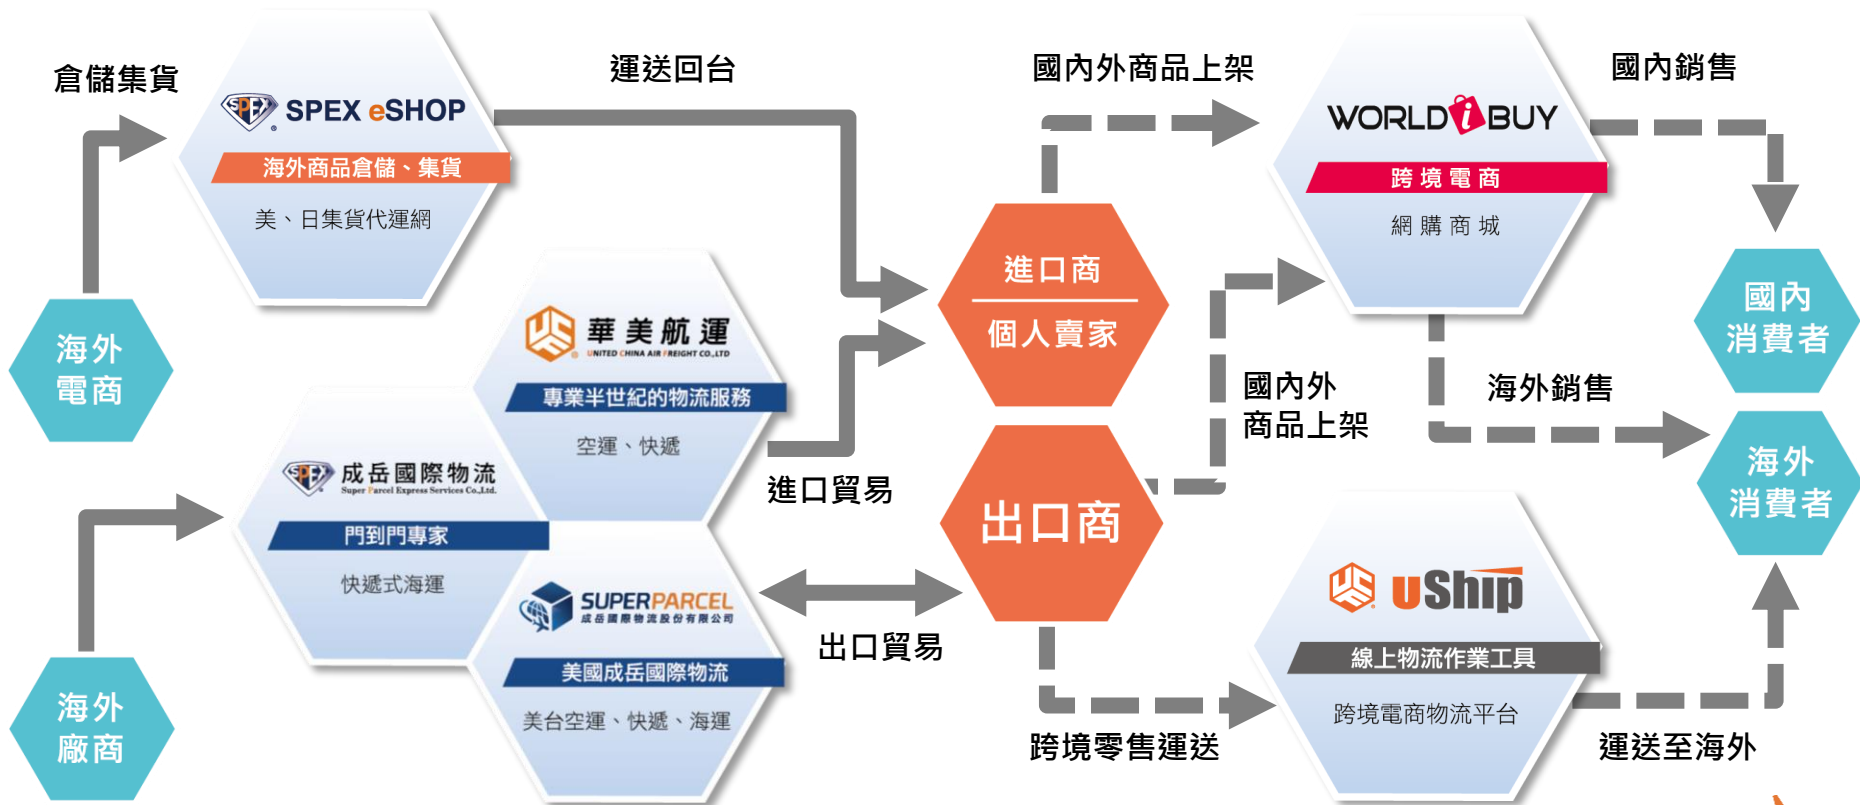 倉儲集貨
SPEX
SPEX eSHOP
海外商品倉儲、集貨
美、日集貨代運網
運送回台
國內外商品上架
WORLD i BUY
跨境電商
網購商城
國內銷售
海外
電商
華美航運
UNITED CHINA AIR FREIGHT CO.,LTD
專業半世紀的物流服務
空運、快遞
進口商
個人賣家
國內
消費者
國內外
商品上架
海外銷售
SPEX
成岳國際物流
Super Parcel Express Services Co.,Ltd.
門到門專家
快遞式海運
進口貿易
出口商
海外
消費者
SUPERPARCEL
成岳國際物流股份有限公司
美國成岳國際物流
美台空運、快遞、海運
出口貿易
uShip
線上物流作業工具
跨境電商物流平台
海外
廠商
跨境零售運送
運送至海外